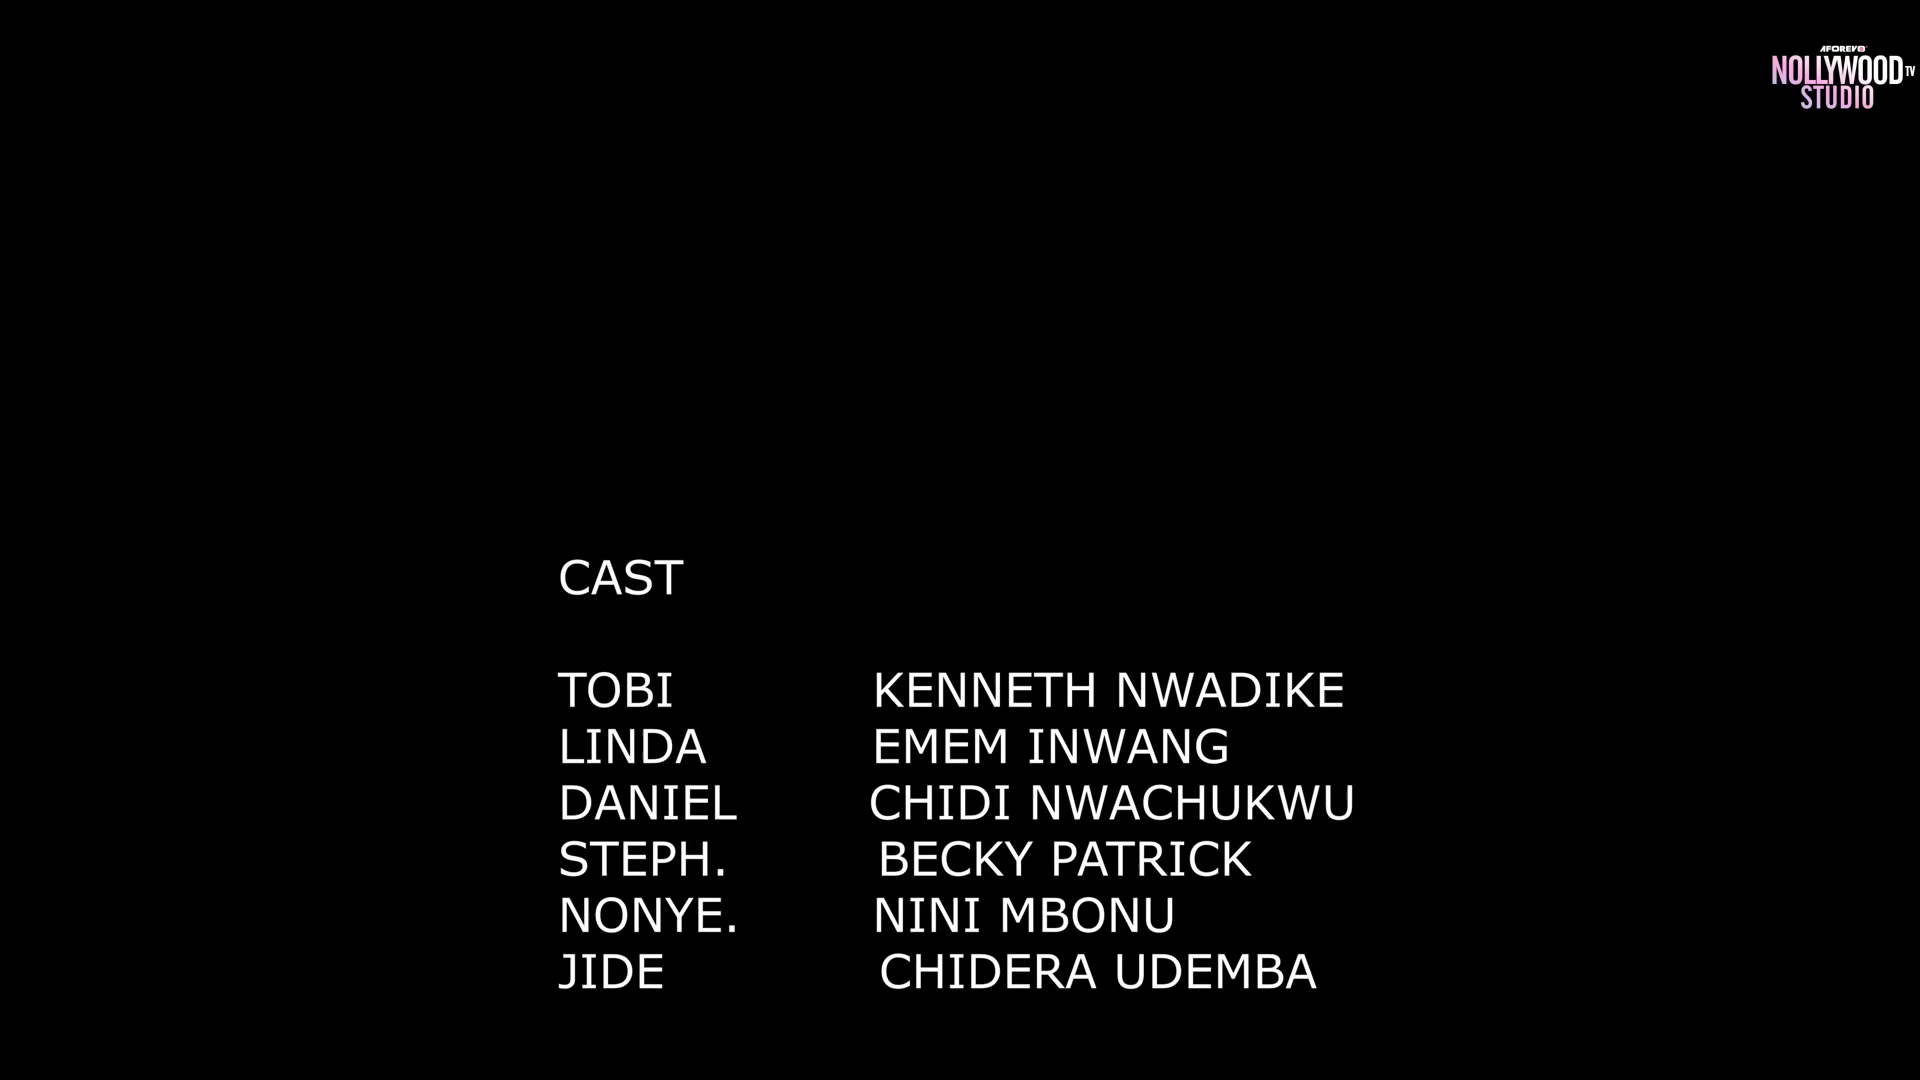 AFOREVO
NOLLYWOOD TV
STUDIO
CAST
TOBI KENNETH NWADIKE
LINDA EMEM INWANG
DANIEL CHIDI NWACHUKWU
STEPH. BECKY PATRICK
NONYE. NINI MBONU
JIDE CHIDERA UDEMBA